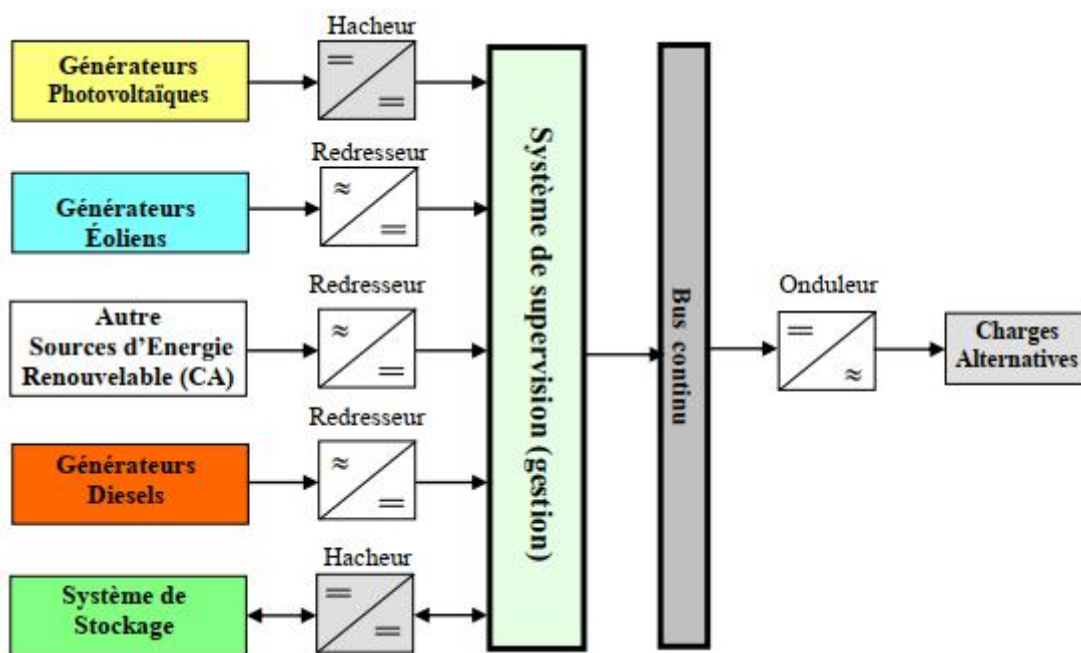 Hacheur
Générateurs
Photovoltaïques
Redresseur
Générateurs
Éoliens
Redresseur
Autre
Sources d'Energie
Renouvelable (CA)
Redresseur
Générateurs
Diesels
Hacheur
Système de
Stockage
Système de supervision (gestion)
Bus continu
Onduleur
Charges
Alternatives